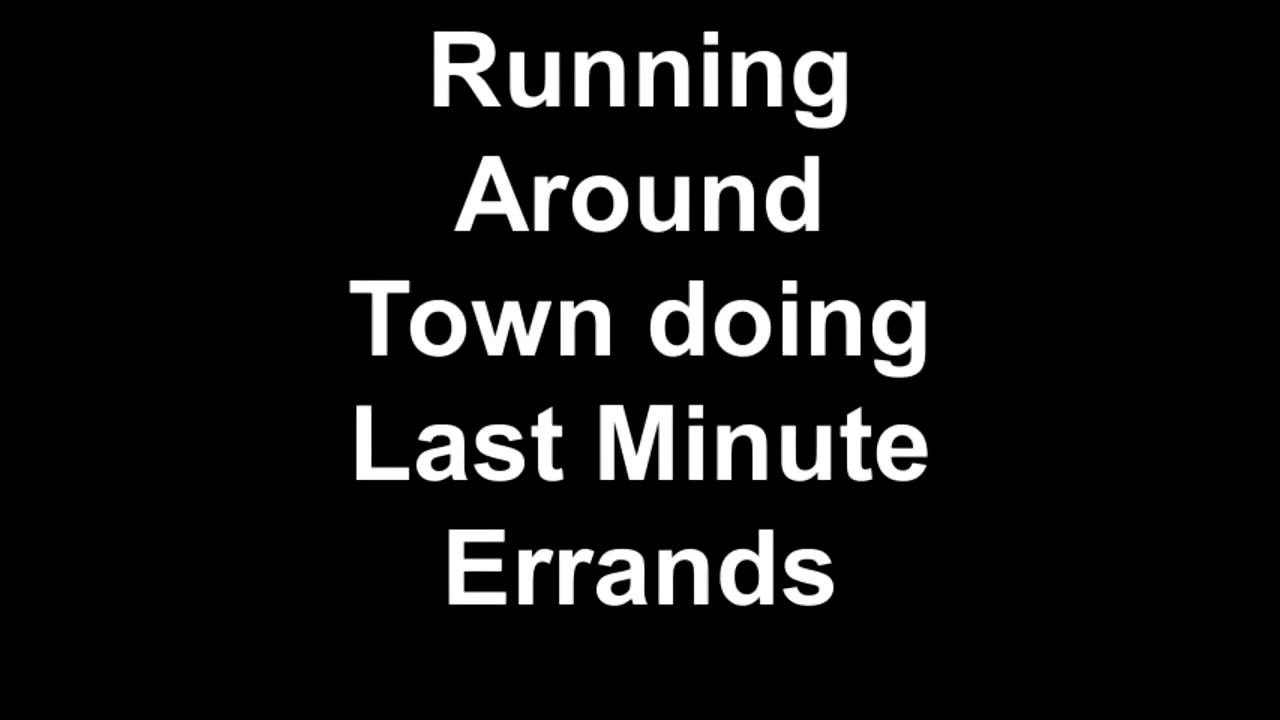 Running
Around
Town doing
Last Minute
Errands